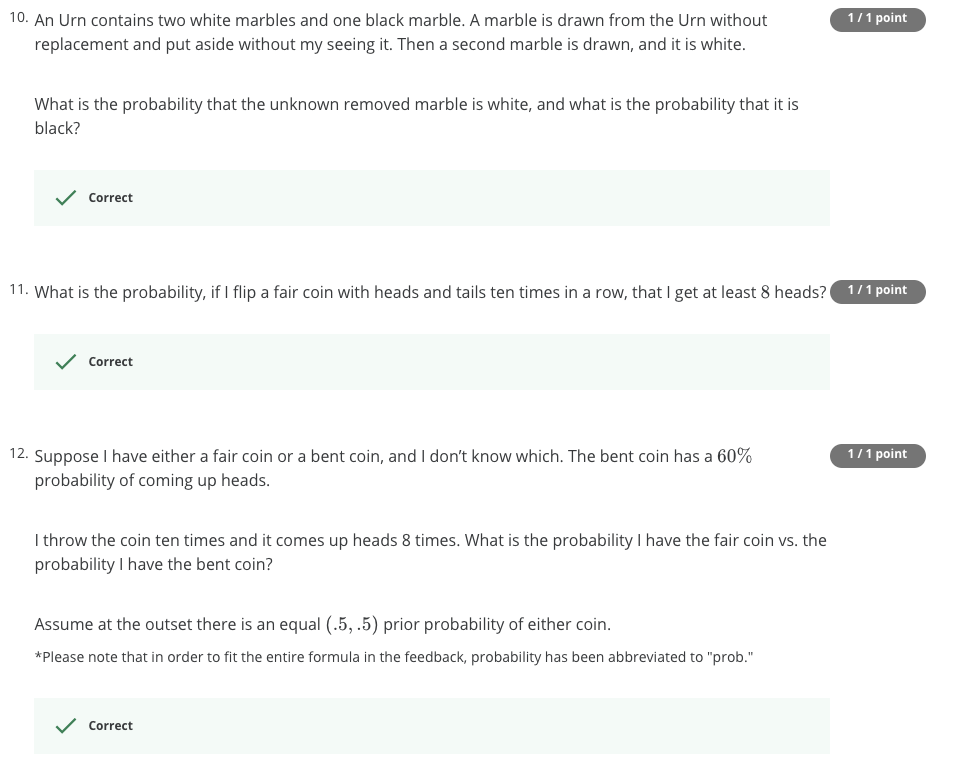 10. An Urn contains two white marbles and one black marble. A marble is drawn from the Urn without
1 / 1 point
replacement and put aside without my seeing it. Then a second marble is drawn, and it is white.
What is the probability that the unknown removed marble is white, and what is the probability that it is
black?
Correct
11. What is the probability, if I flip a fair coin with heads and tails ten times in a row, that I get at least 8 heads?
1 / 1 point
Correct
12. Suppose I have either a fair coin or a bent coin, and I don’t know which. The bent coin has a 60%
1 / 1 point
probability of coming up heads.
I throw the coin ten times and it comes up heads 8 times. What is the probability I have the fair coin vs. the
probability I have the bent coin?
Assume at the outset there is an equal (.5, .5) prior probability of either coin.
*Please note that in order to fit the entire formula in the feedback, probability has been abbreviated to "prob."
Correct